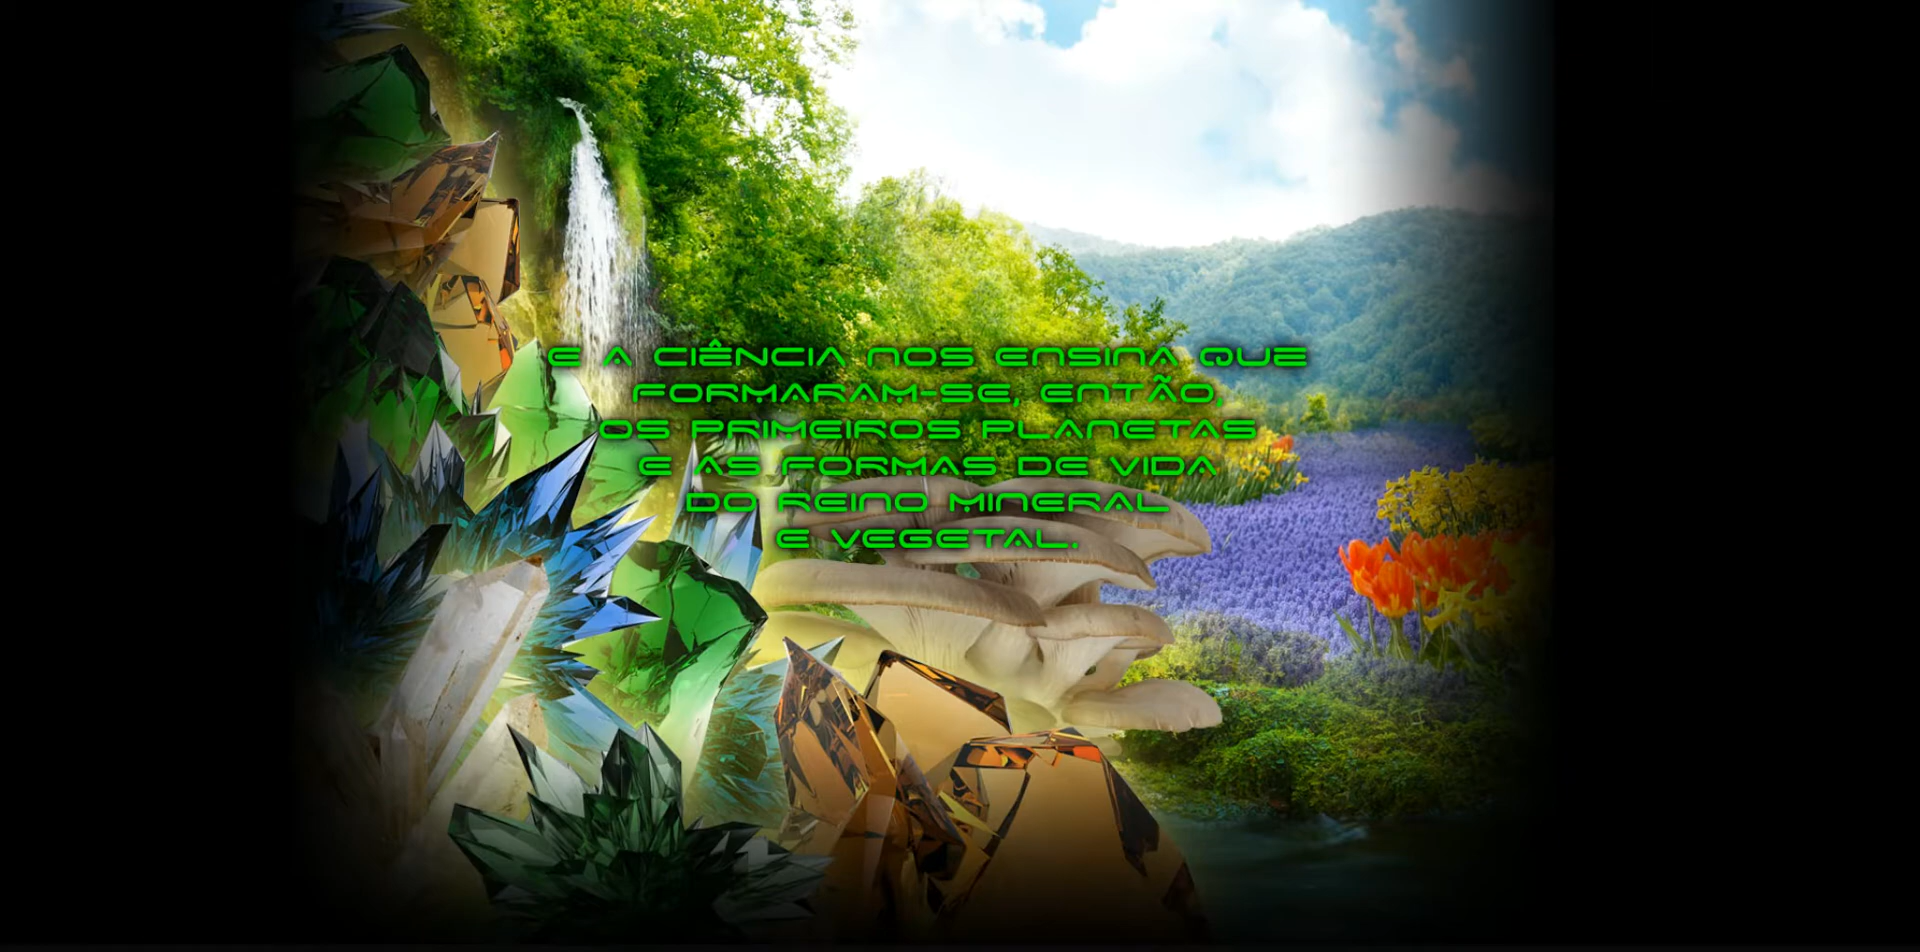 E A CIÊNCIA NOS ENSINA QUE
FORMARAM-SE, ENTÃO,
OS PRIMEIROS PLANETAS
E AS FORMAS DE VIDA
DO REINO MINERAL
E VEGETAL.